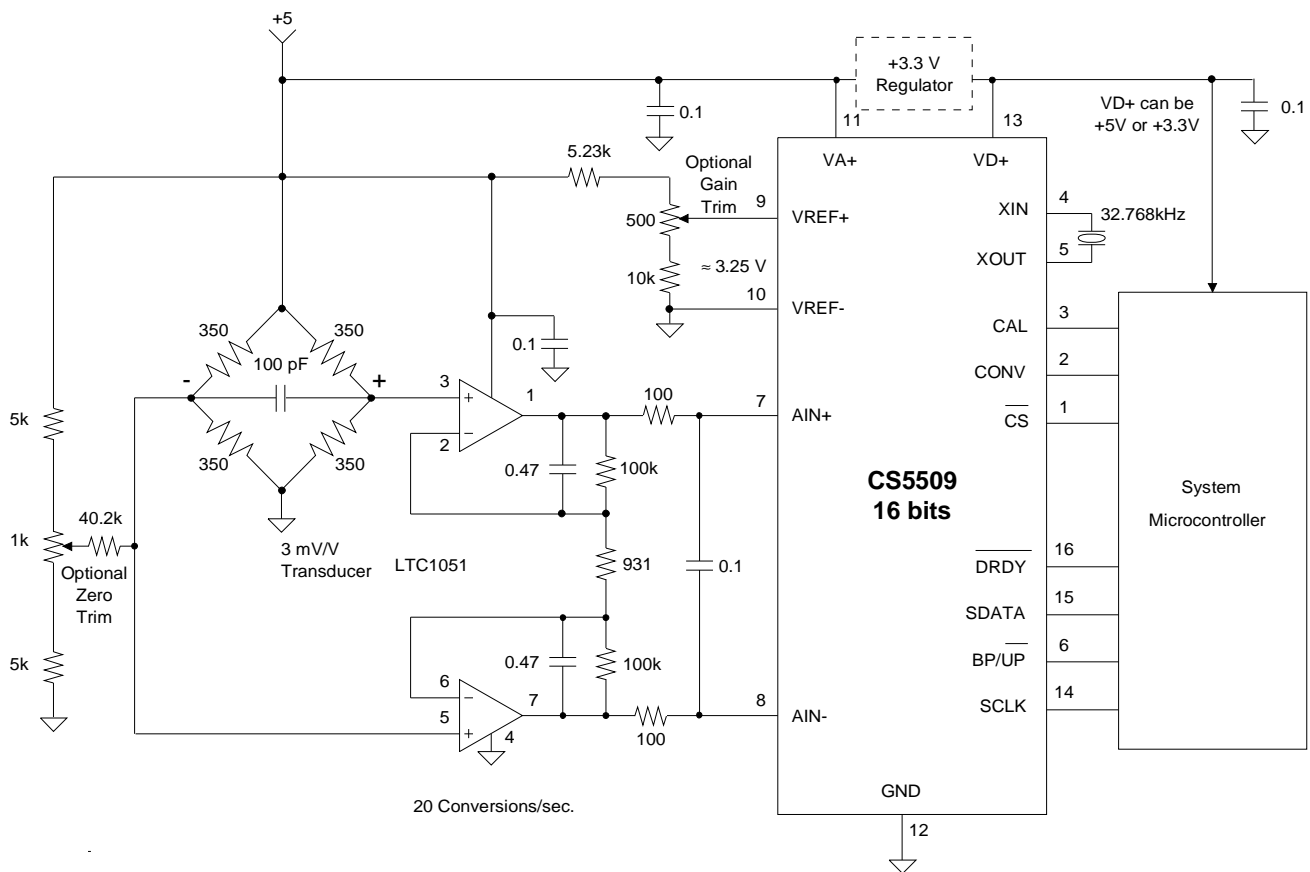 +5
+3.3 V
Regulator
0.1
11
13
VD+ can be
+5V or +3.3V
0.1
VA+
VD+
5.23k
Optional
Gain
Trim
500
9
VREF+
XIN
4
32.768kHz
XOUT
5
10k
≈ 3.25 V
10
VREF-
350
350
100 pF
-
+
350
350
0.1
3
+
1
2
−
100
7
AIN+
CAL
3
CONV
2
CS
1
5k
0.47
100k
CS5509
16 bits
System
Microcontroller
1k
40.2k
Optional
Zero
Trim
3 mV/V
Transducer
LTC1051
931
0.1
DRDY
16
SDATA
15
5k
0.47
100k
BP/UP
6
6
−
7
5
+
4
100
8
AIN-
SCLK
14
20 Conversions/sec.
GND
12